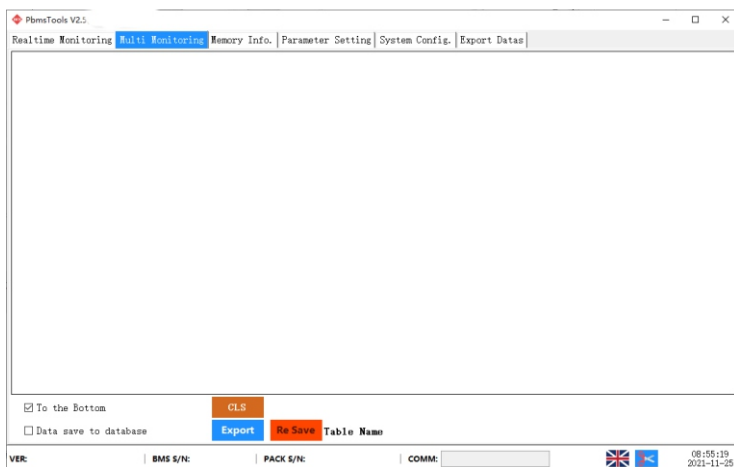 PbmsTools V2.5
Realtime Monitoring Multi Monitoring Memory Info. Parameter Setting System Config. Export Datas
To the Bottom CLS
Data save to database Export Re Save Table Name
VER: BMS S/N: PACK S/N: COMM: 08:55:19
2021-11-25